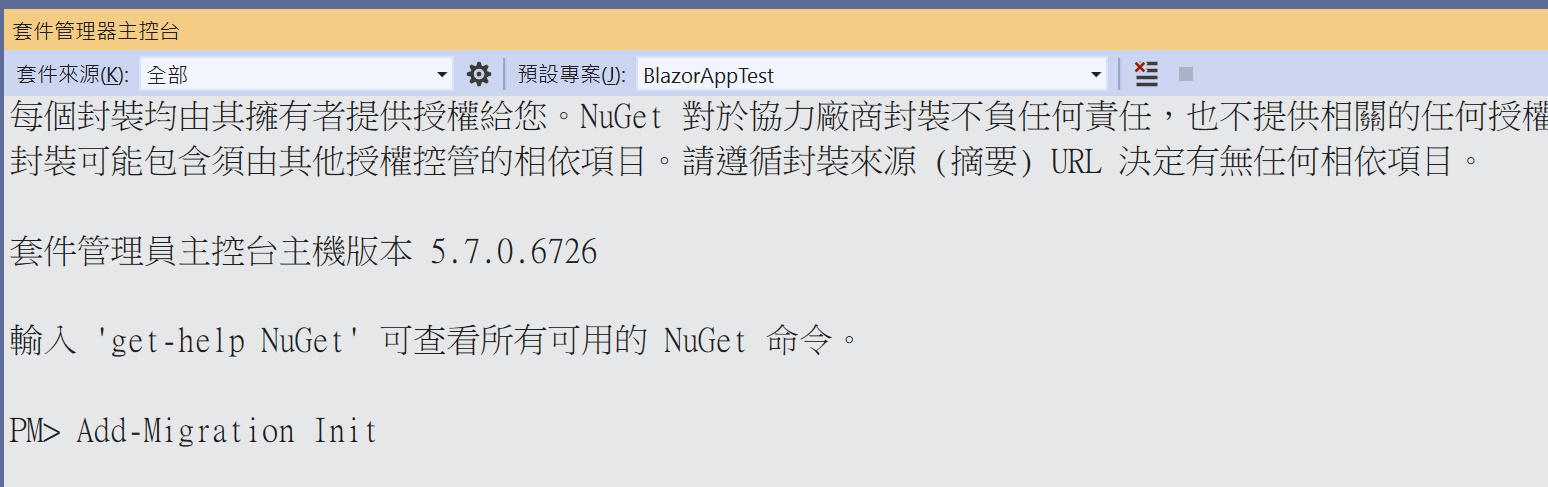 套件管理器主控台
套件來源(K): 全部 預設專案(J): BlazorAppTest
每個封裝均由其擁有者提供授權給您。NuGet 對於協力廠商封裝不負任何責任，也不提供相關的任何授權
封裝可能包含須由其他授權控管的相依項目。請遵循封裝來源 (摘要) URL 決定有無任何相依項目。
套件管理員主控台主機版本 5.7.0.6726
輸入 'get-help NuGet' 可查看所有可用的 NuGet 命令。
PM> Add-Migration Init